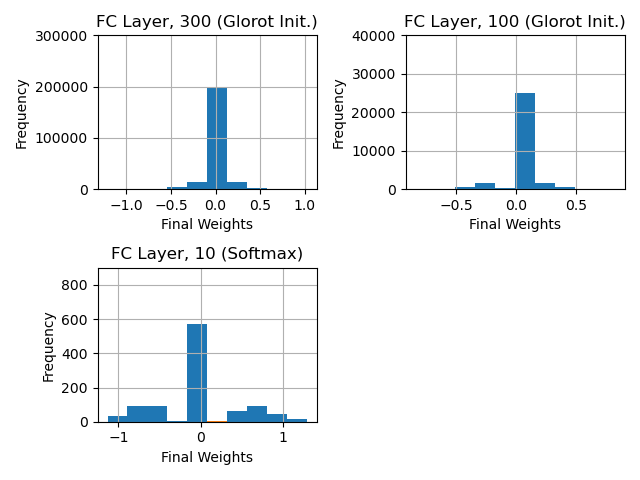 FC Layer, 300 (Glorot Init.)
300000
200000
100000
0
Frequency
−1.0 −0.5 0.0 0.5 1.0
Final Weights
FC Layer, 100 (Glorot Init.)
40000
30000
20000
10000
0
Frequency
−0.5 0.0 0.5
Final Weights
FC Layer, 10 (Softmax)
800
600
400
200
0
Frequency
−1 0 1
Final Weights